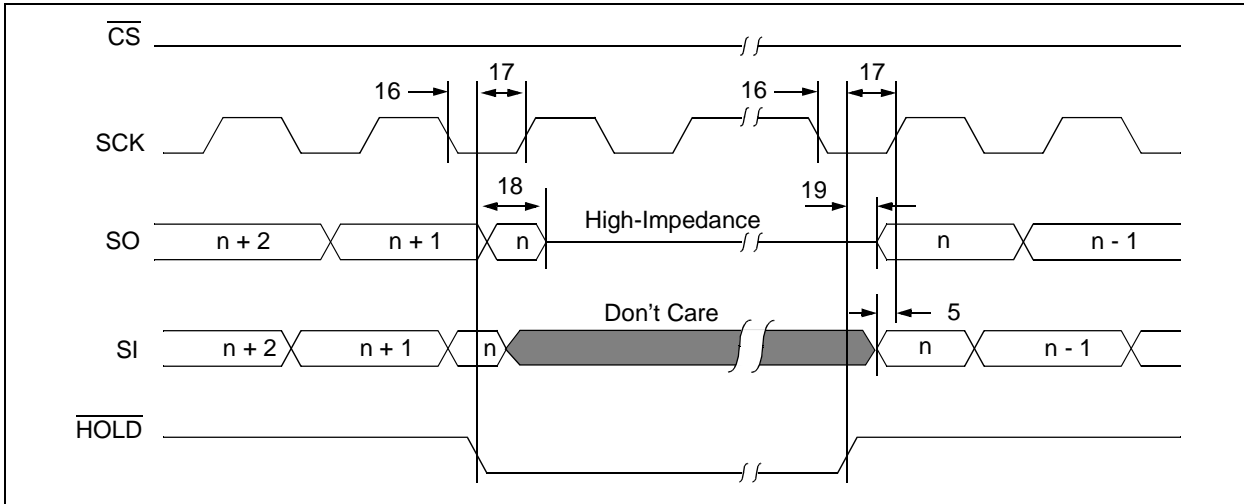 CS
16
17
16
17
SCK
18
19
High-Impedance
SO
n + 2
n + 1
n
n
n - 1
Don't Care
5
SI
n + 2
n + 1
n
n
n - 1
HOLD